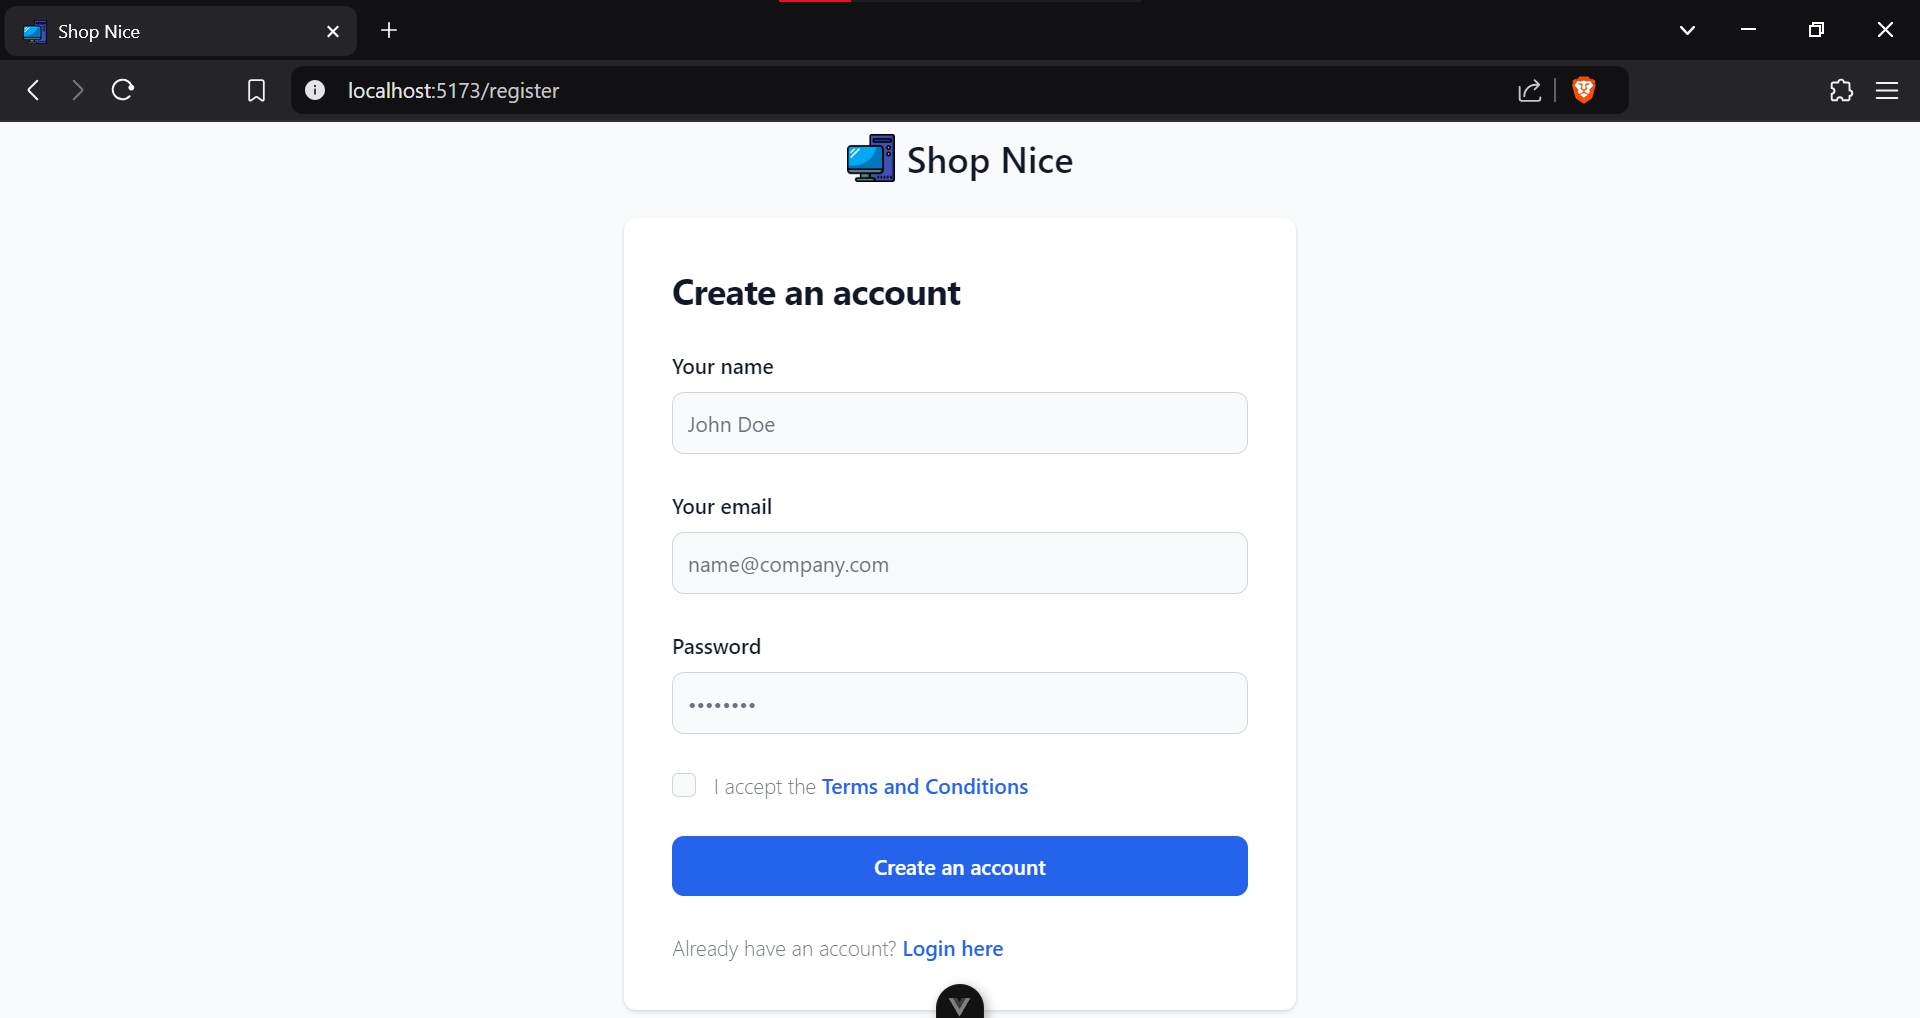 Shop Nice
localhost:5173/register
Shop Nice
Create an account
Your name
John Doe
Your email
name@company.com
Password
••••••••
I accept the Terms and Conditions
Create an account
Already have an account? Login here